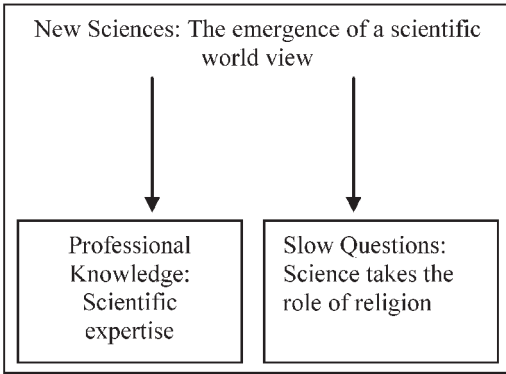 New Sciences: The emergence of a scientific
world view
Professional
Knowledge:
Scientific
expertise
Slow Questions:
Science takes the
role of religion